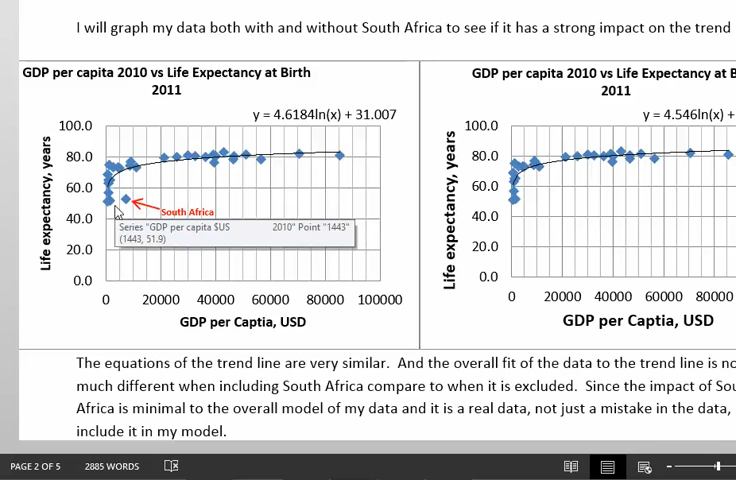 I will graph my data both with and without South Africa to see if it has a strong impact on the trend
GDP per capita 2010 vs Life Expectancy at Birth
2011
y = 4.6184ln(x) + 31.007
Life expectancy, years
100.0
80.0
60.0
40.0
20.0
0.0
South Africa
Series "GDP per capita $US 2010" Point "1443"
(1443, 51.9)
0 20000 40000 60000 80000 100000
GDP per Captia, USD
GDP per capita 2010 vs Life Expectancy at B
2011
y = 4.546ln(x) +
Life expectancy, years
100.0
80.0
60.0
40.0
20.0
0.0
0 20000 40000 60000 80000
GDP per Captia, USD
The equations of the trend line are very similar. And the overall fit of the data to the trend line is no
much different when including South Africa compare to when it is excluded. Since the impact of Sou
Africa is minimal to the overall model of my data and it is a real data, not just a mistake in the data,
include it in my model.
PAGE 2 OF 5 2885 WORDS